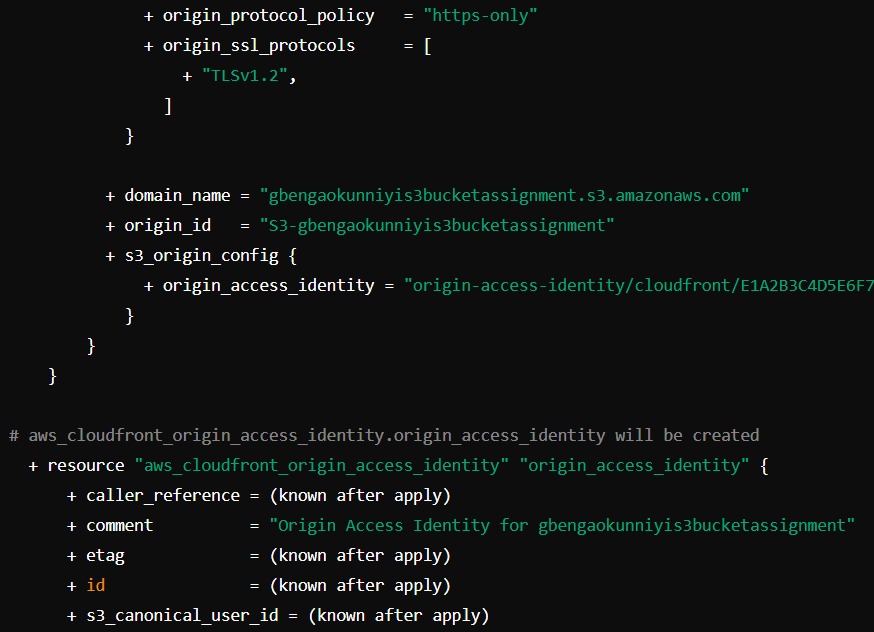 + origin_protocol_policy   = "https-only"
+ origin_ssl_protocols     = [
+ "TLSv1.2",
]
}
+ domain_name = "gbengaokunniyis3bucketassignment.s3.amazonaws.com"
+ origin_id   = "S3-gbengaokunniyis3bucketassignment"
+ s3_origin_config {
+ origin_access_identity = "origin-access-identity/cloudfront/E1A2B3C4D5E6F7
}
}
}
# aws_cloudfront_origin_access_identity.origin_access_identity will be created
+ resource "aws_cloudfront_origin_access_identity" "origin_access_identity" {
+ caller_reference = (known after apply)
+ comment          = "Origin Access Identity for gbengaokunniyis3bucketassignment"
+ etag             = (known after apply)
+ id               = (known after apply)
+ s3_canonical_user_id = (known after apply)